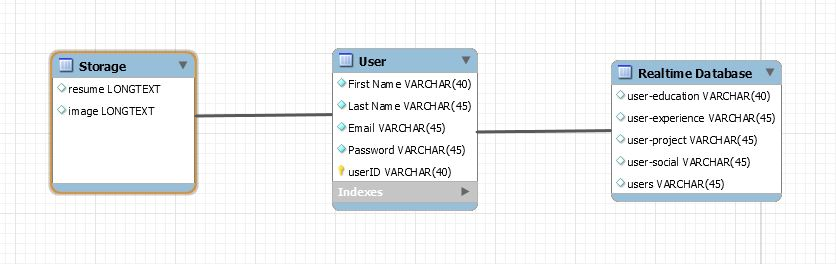 Storage
resume LONGTEXT
image LONGTEXT
User
First Name VARCHAR(40)
Last Name VARCHAR(45)
Email VARCHAR(45)
Password VARCHAR(45)
userID VARCHAR(40)
Indexes
Realtime Database
user-education VARCHAR(40)
user-experience VARCHAR(45)
user-project VARCHAR(45)
user-social VARCHAR(45)
users VARCHAR(45)